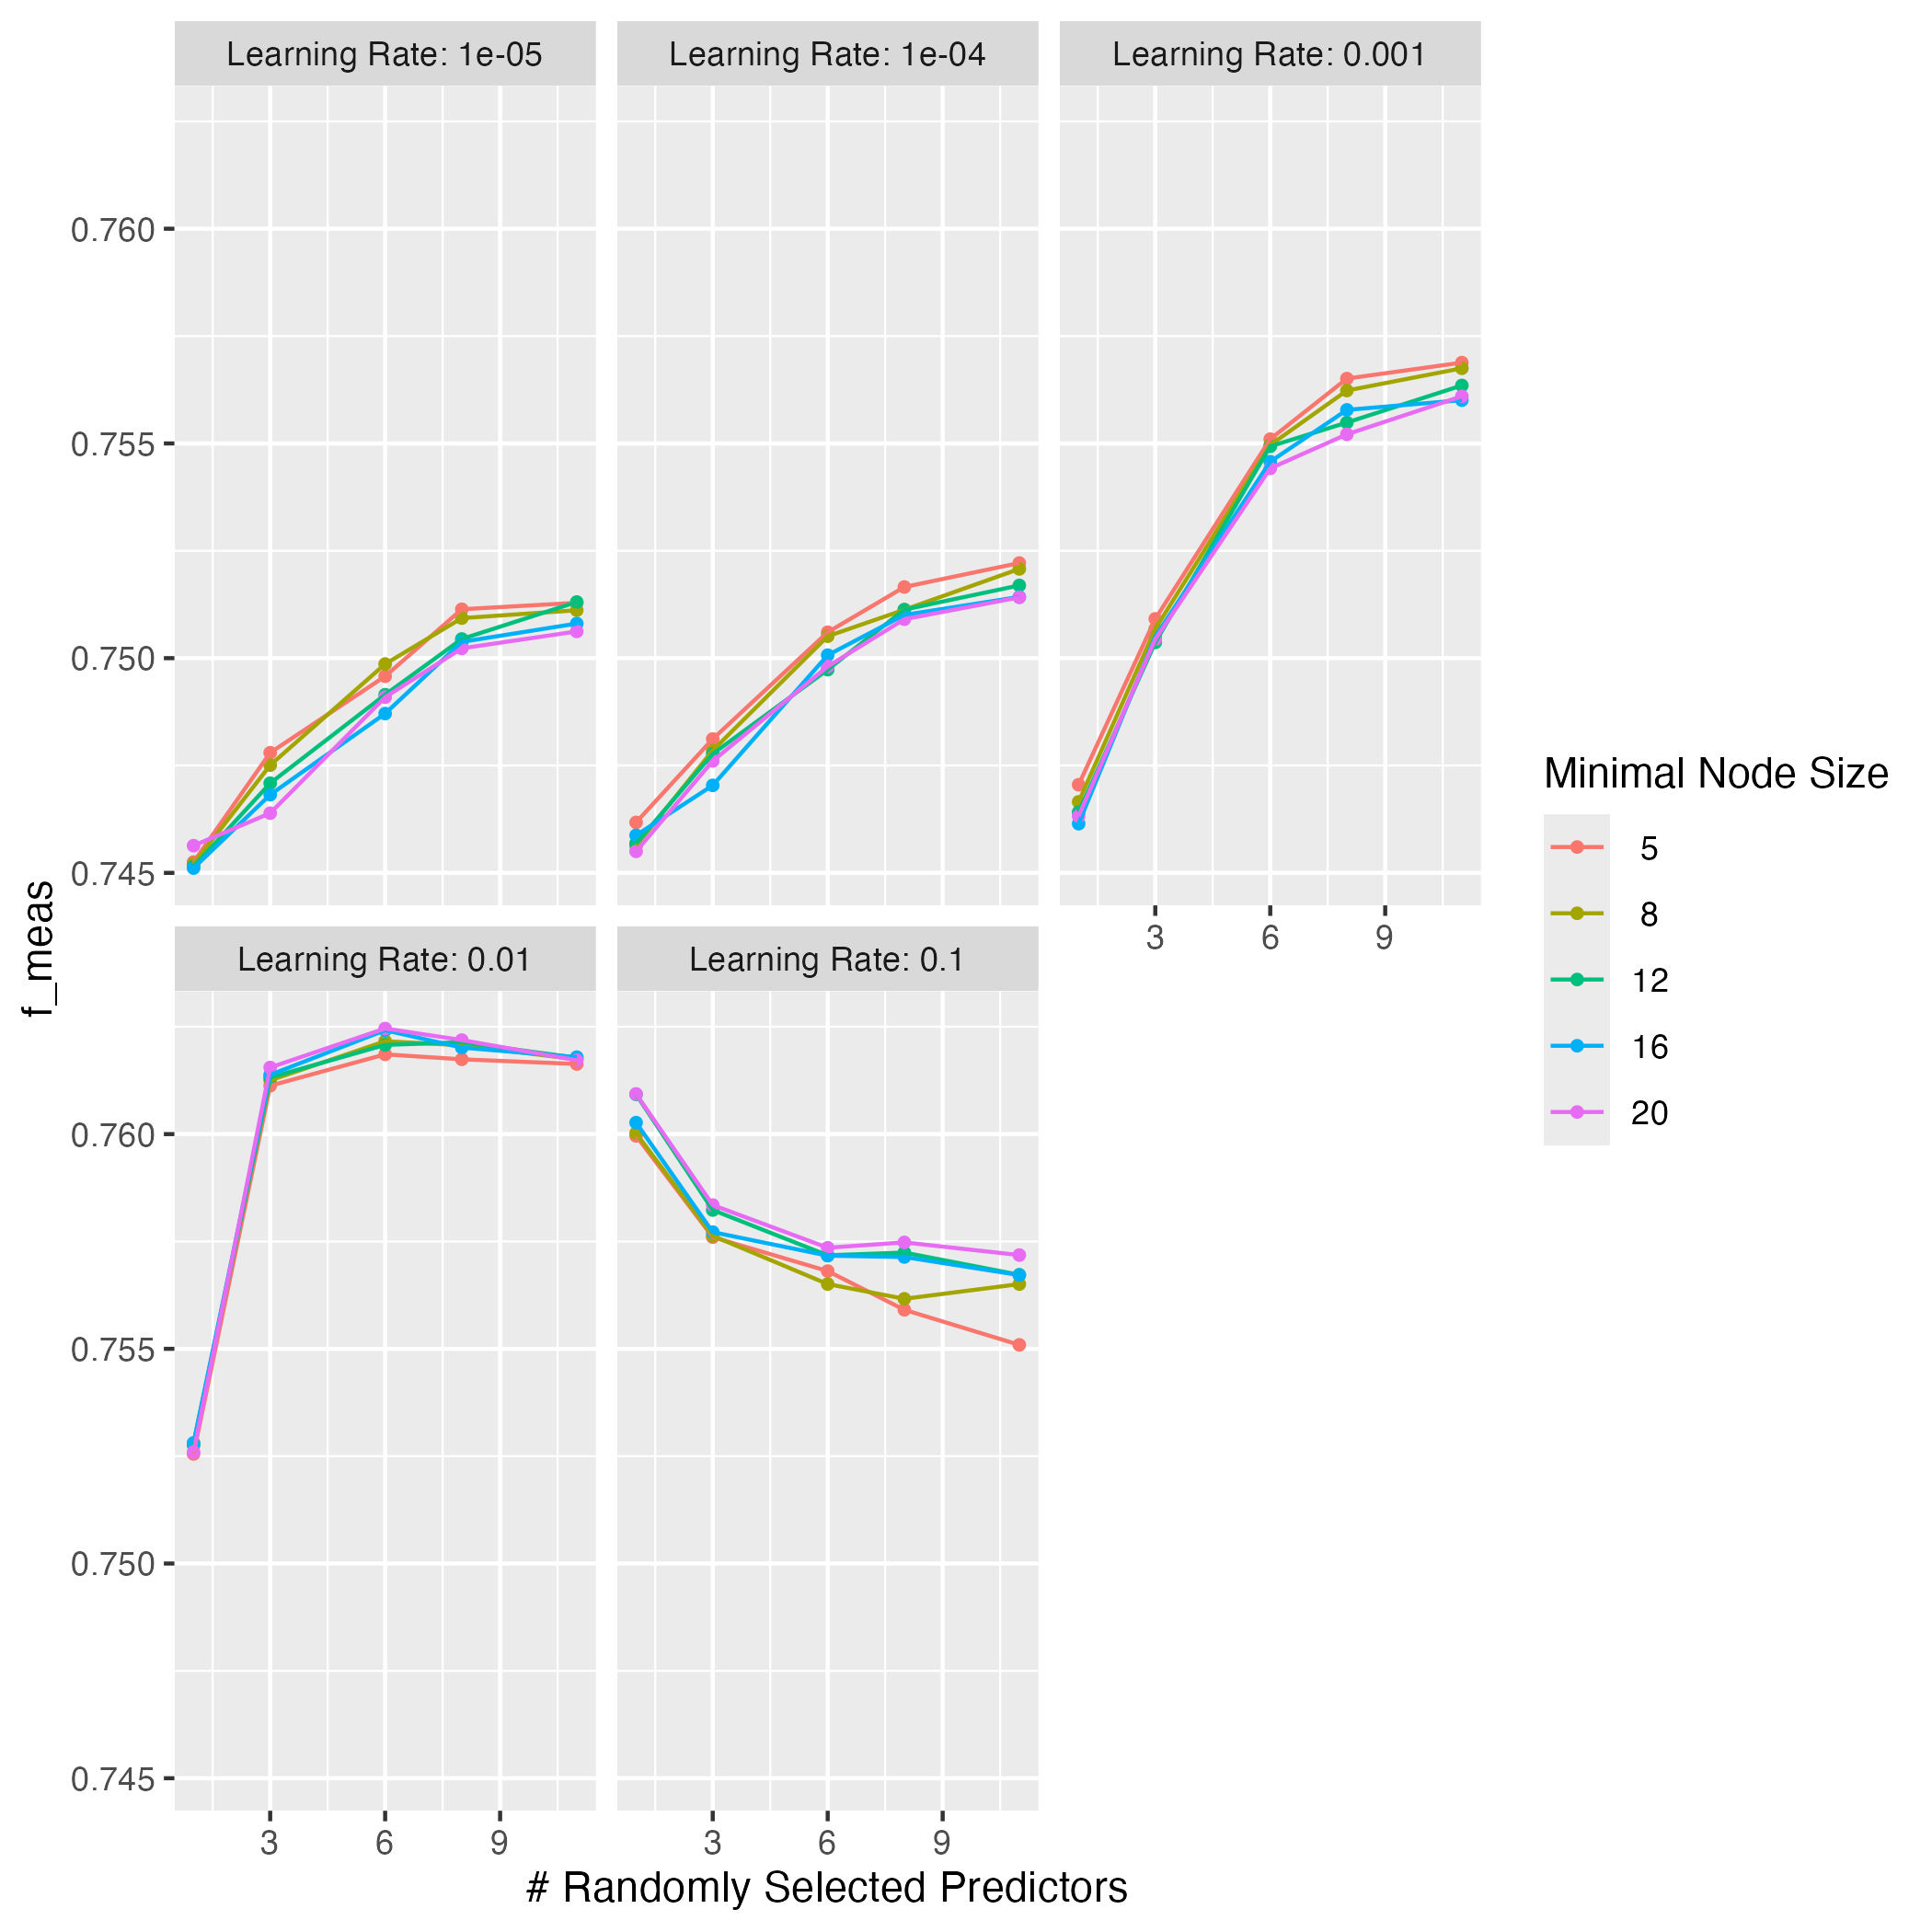 Learning Rate: 1e-05
Learning Rate: 1e-04
Learning Rate: 0.001
0.760
0.755
0.750
0.745
3
6
9
f_meas
Learning Rate: 0.01
Learning Rate: 0.1
0.760
0.755
0.750
0.745
3
6
9
3
6
9
# Randomly Selected Predictors
Minimal Node Size
5
8
12
16
20